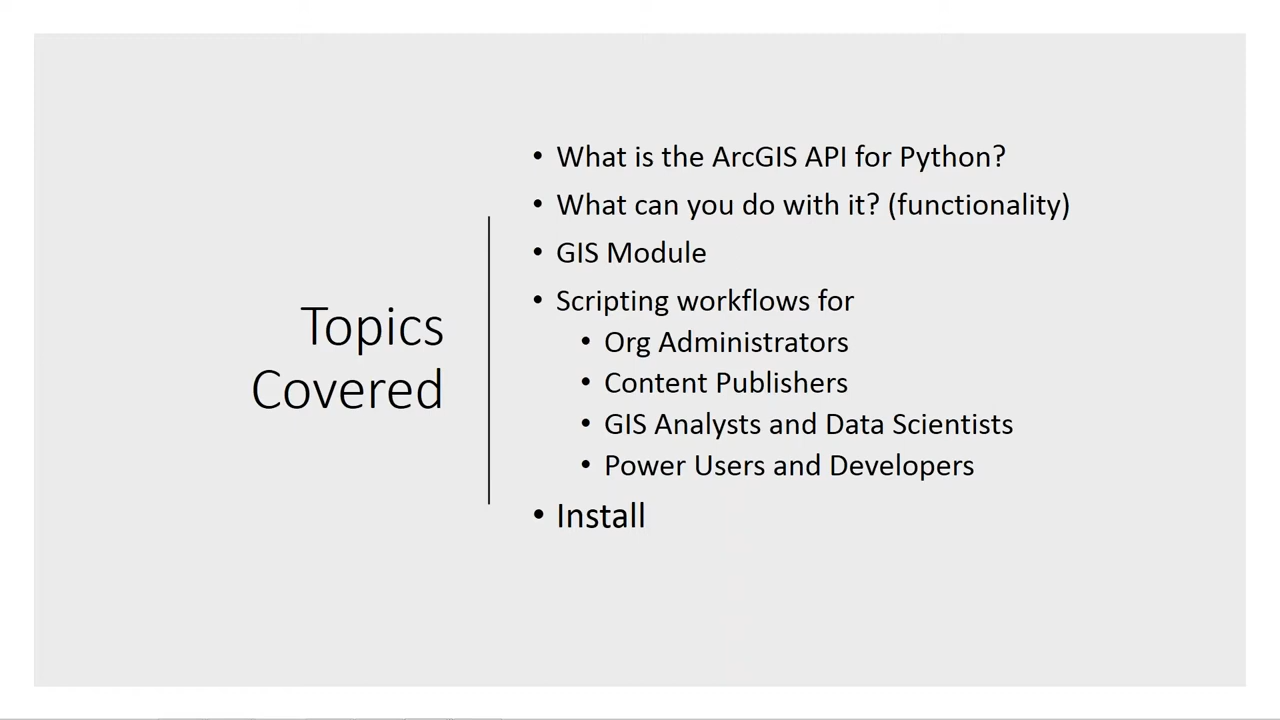 Topics
Covered
• What is the ArcGIS API for Python?
• What can you do with it? (functionality)
• GIS Module
• Scripting workflows for
• Org Administrators
• Content Publishers
• GIS Analysts and Data Scientists
• Power Users and Developers
• Install